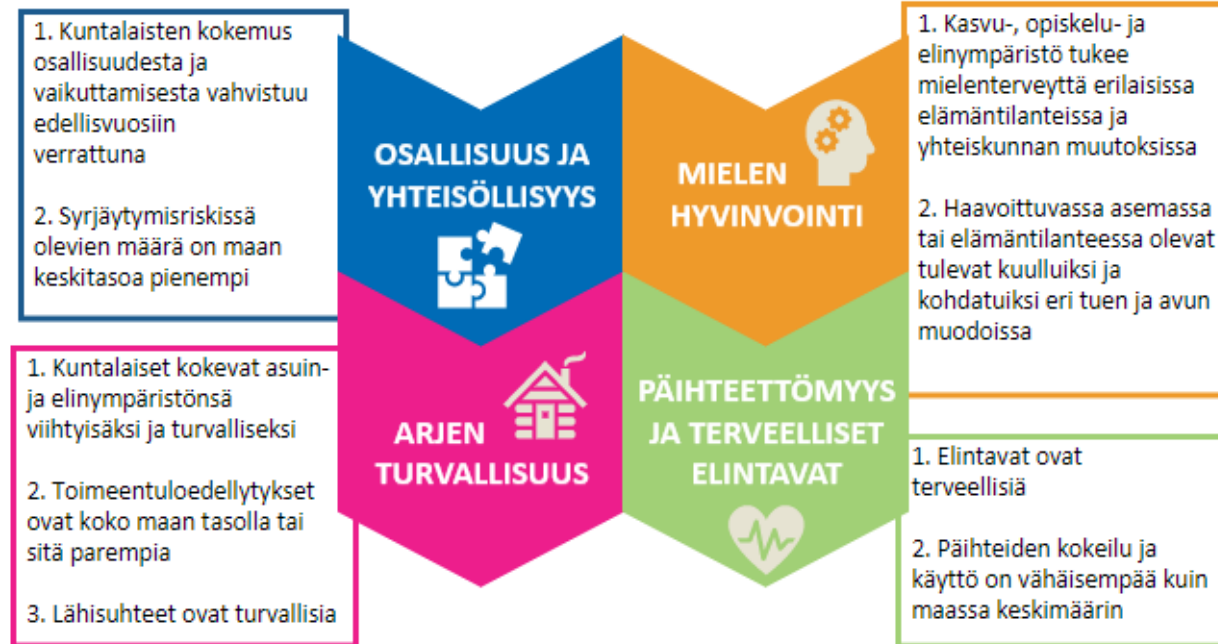 1. Kuntalaisten kokemus
osallisuudesta ja
vaikuttamisesta vahvistuu
edellisvuosiin
verrattuna
2. Syrjäytymisriskissä
olevien määrä on maan
keskitasoa pienempi
OSALLISUUS JA
YHTEISÖLLISYYS
MIELEN
HYVINVOINTI
1. Kasvu-, opiskelu- ja
elinympäristö tukee
mielenterveyttä erilaisissa
elämäntilanteissa ja
yhteiskunnan muutoksissa
2. Haavoittuvassa asemassa
tai elämäntilanteessa olevat
tulevat kuulluiksi ja
kohdatuiksi eri tuen ja avun
muodoissa
1. Kuntalaiset kokevat asuin-
ja elinympäristönsä
viihtyisäksi ja turvalliseksi
2. Toimeentuloedellytykset
ovat koko maan tasolla tai
sitä parempia
3. Lähisuhteet ovat turvallisia
ARJEN
TURVALLISUUS
PÄIHTEETTÖMYYS
JA TERVEELLISET
ELINTAVAT
1. Elintavat ovat
terveellisiä
2. Päihteiden kokeilu ja
käyttö on vähäisempää kuin
maassa keskimäärin